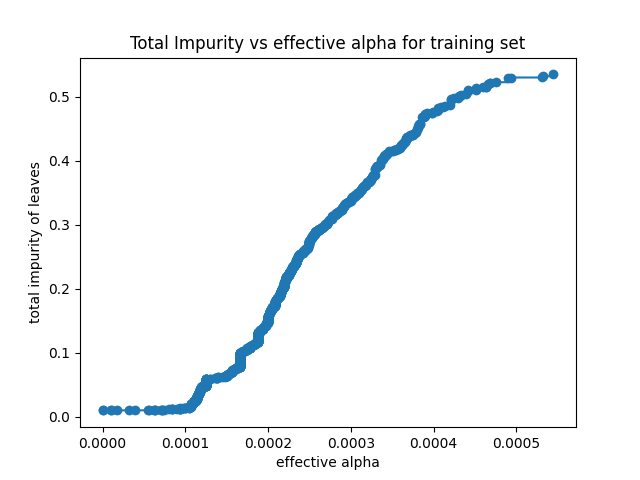 Total Impurity vs effective alpha for training set
total impurity of leaves
0.5
0.4
0.3
0.2
0.1
0.0
0.0000 0.0001 0.0002 0.0003 0.0004 0.0005
effective alpha